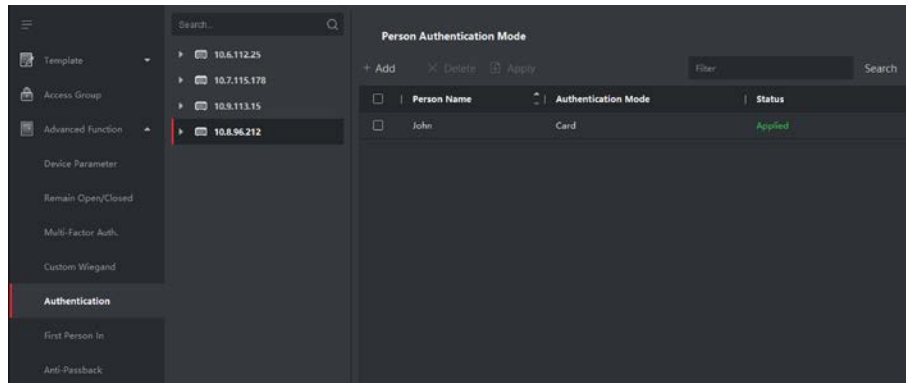 Template
Access Group
Advanced Function
Device Parameter
Remain Open/Closed
Multi-Factor Auth.
Custom Wiegand
Authentication
First Person In
Anti-Passback
Search...
10.6.112.25
10.7.115.178
10.9.113.15
10.8.96.212
Person Authentication Mode
+ Add Delete Apply Filter Search
Person Name Authentication Mode Status
John Card Applied